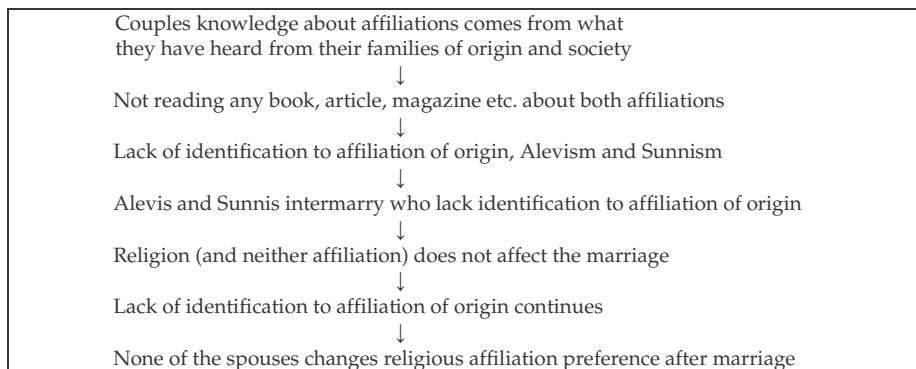 Couples knowledge about affiliations comes from what
they have heard from their families of origin and society
↓
Not reading any book, article, magazine etc. about both affiliations
↓
Lack of identification to affiliation of origin, Alevism and Sunnism
↓
Alevis and Sunnis intermarry who lack identification to affiliation of origin
↓
Religion (and neither affiliation) does not affect the marriage
↓
Lack of identification to affiliation of origin continues
↓
None of the spouses changes religious affiliation preference after marriage